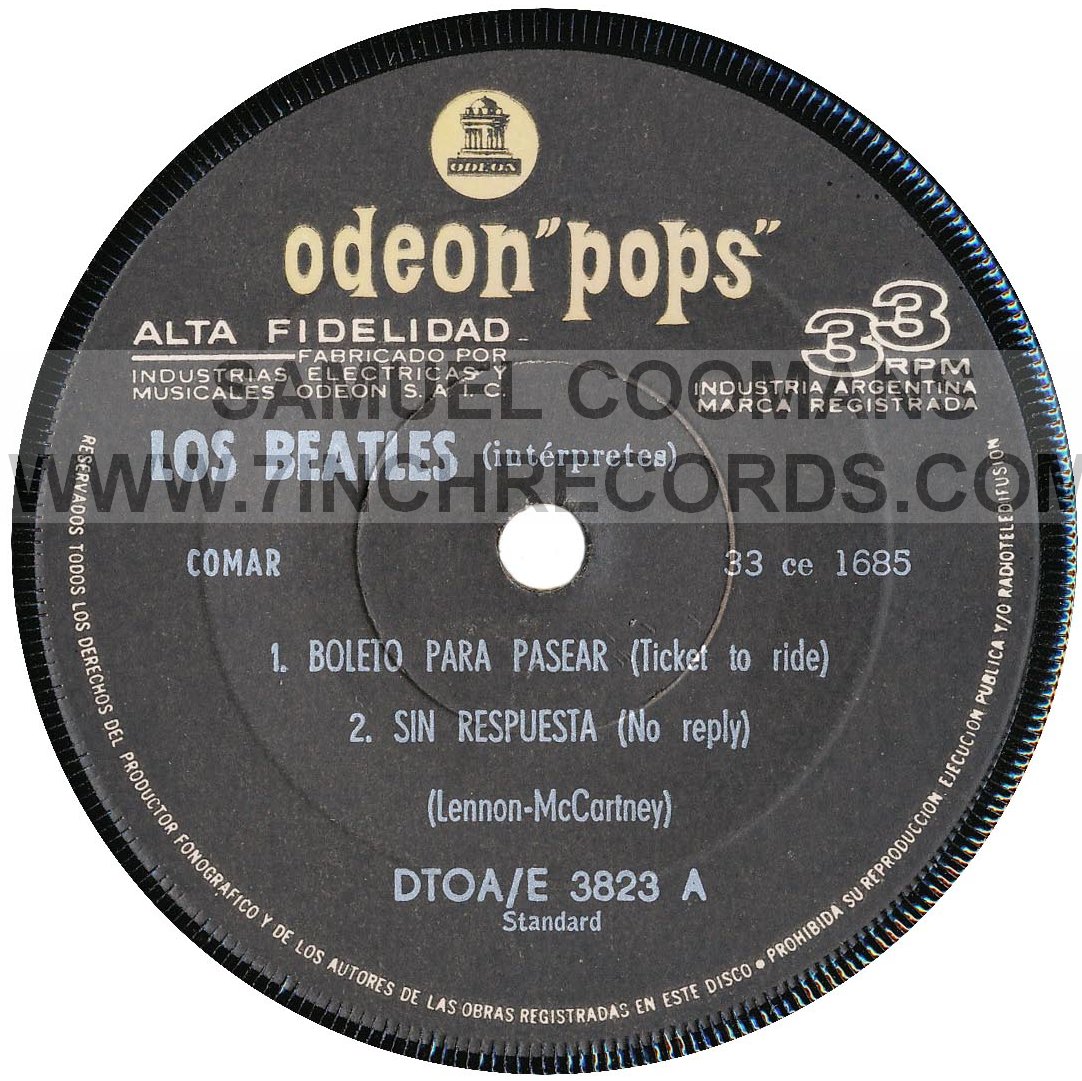 ODEON
odeon "pops"
ALTA FIDELIDAD
FABRICADO POR
INDUSTRIAS ELECTRICAS Y
MUSICALES ODEON S.A.I.C.
33
RPM
INDUSTRIA ARGENTINA
MARCA REGISTRADA
SAMUEL COOMANS
WWW.7INCHRECORDS.COM
LOS BEATLES (intérpretes)
COMAR
33 ce 1685
1. BOLETO PARA PASEAR (Ticket to ride)
2. SIN RESPUESTA (No reply)
(Lennon-McCartney)
DTOA/E 3823 A
Standard
RESERVADOS TODOS LOS DERECHOS DEL PRODUCTOR FONOGRAFICO Y DE LOS AUTORES DE LAS OBRAS REGISTRADAS EN ESTE DISCO • PROHIBIDA SU REPRODUCCION, EJECUCION PUBLICA Y/O RADIOTELEDIFUSION